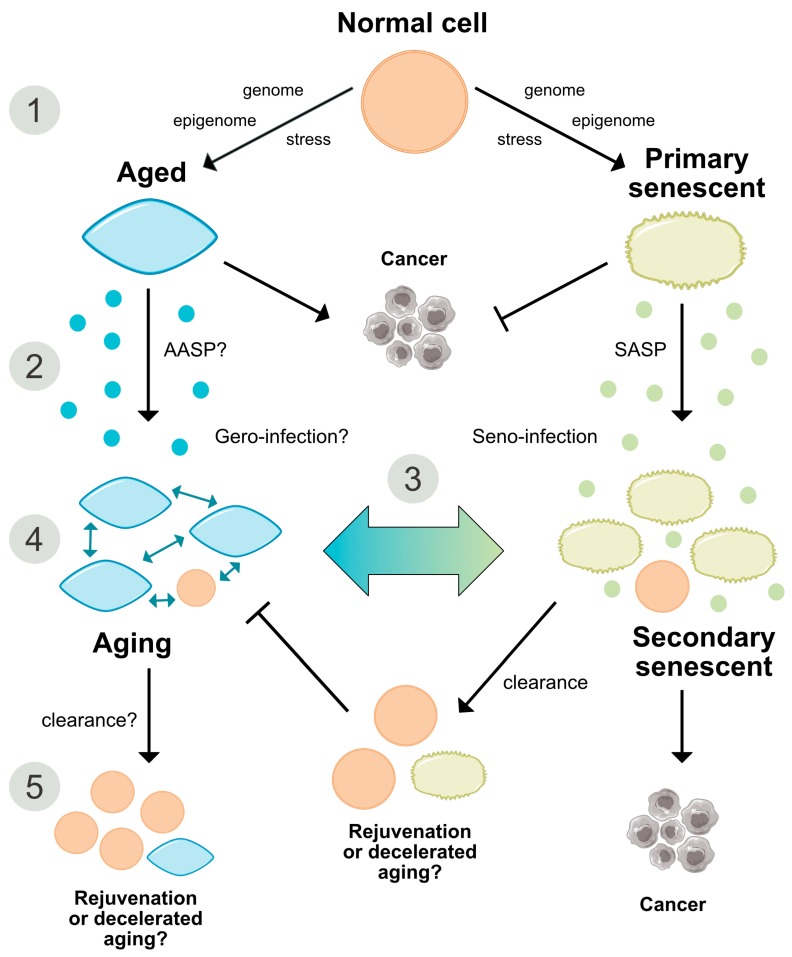 Normal cell
1
genome
epigenome
stress
genome
epigenome
stress
Aged
Primary
senescent
Cancer
2
AASP?
SASP
Gero-infection?
Seno-infection
3
4
Aging
Secondary
senescent
clearance?
clearance
5
Rejuvenation
or decelerated
aging?
Rejuvenation
or decelerated
aging?
Cancer